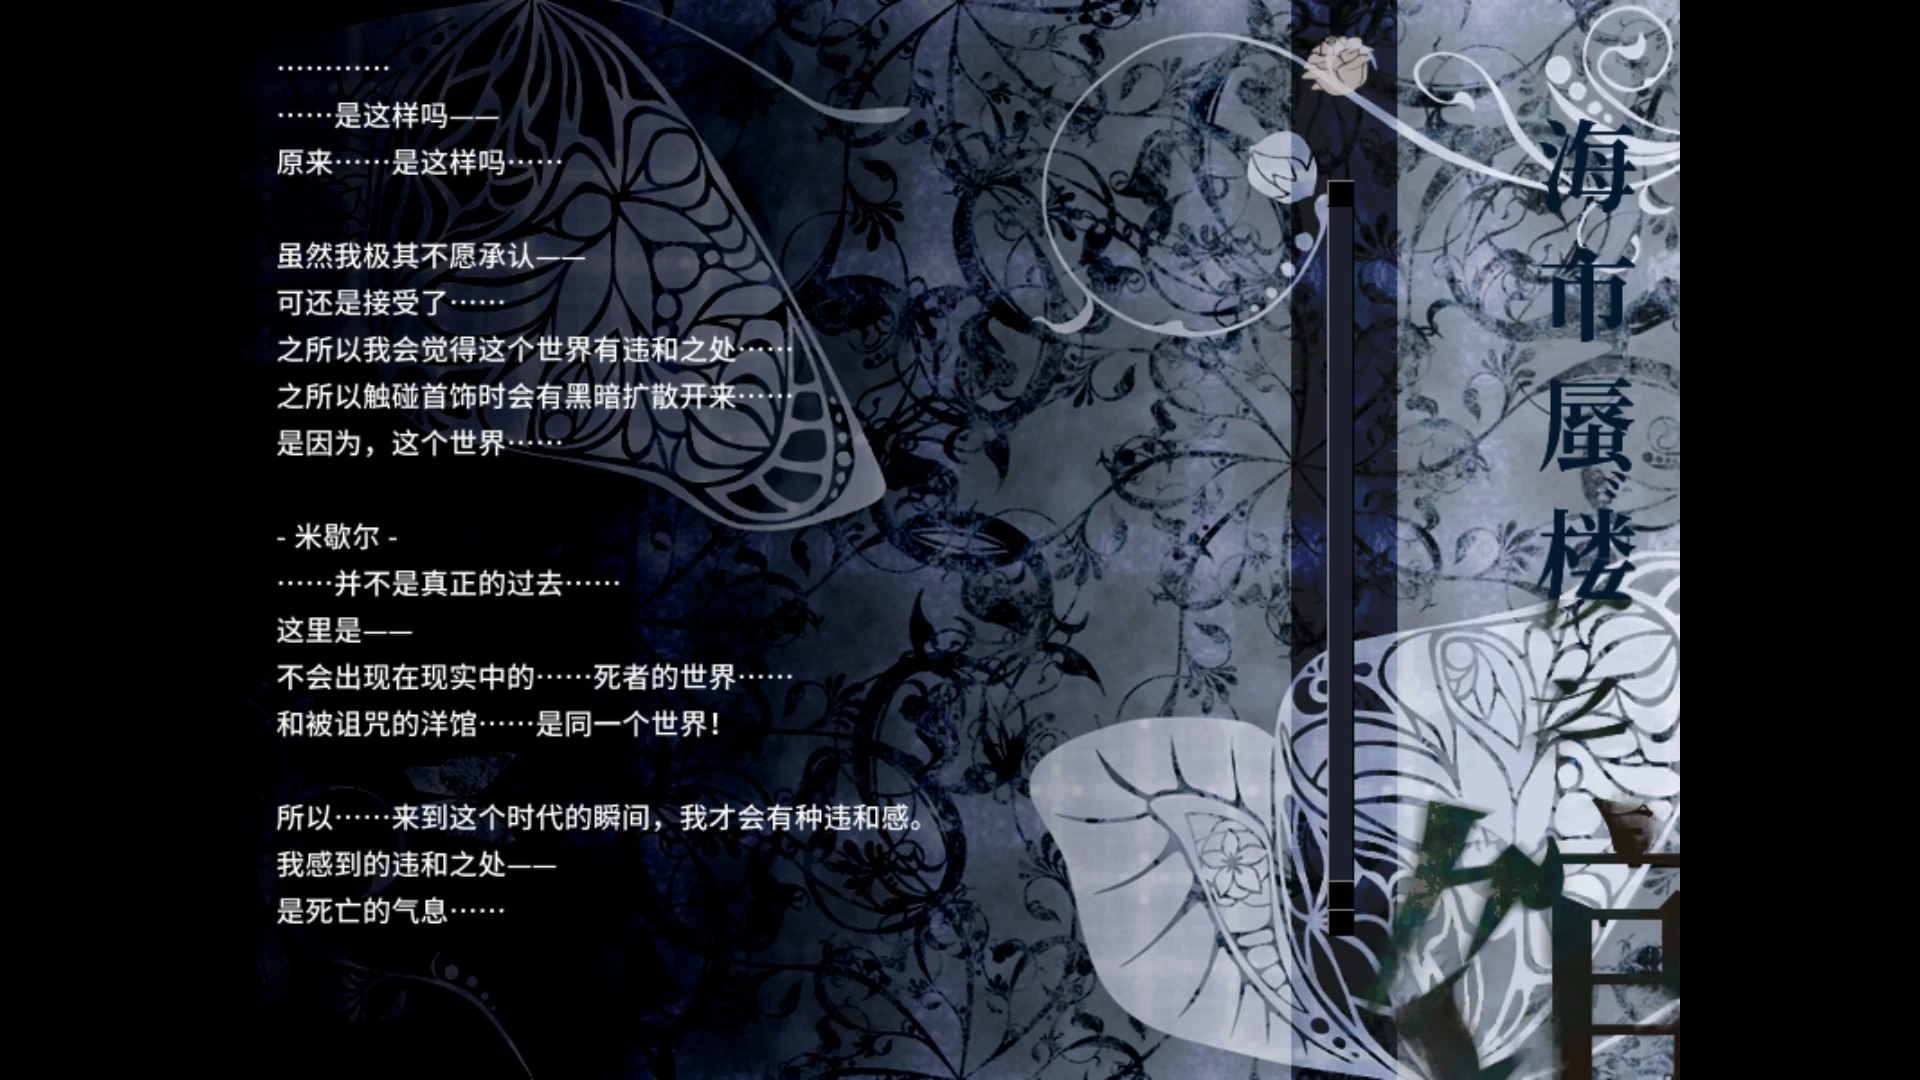 …………
……是这样吗——
原来……是这样吗……
虽然我极其不愿承认——
可还是接受了……
之所以我会觉得这个世界有违和之处……
之所以触碰首饰时会有黑暗扩散开来……
是因为，这个世界……
- 米歇尔 -
……并不是真正的过去……
这里是——
不会出现在现实中的……死者的世界……
和被诅咒的洋馆……是同一个世界！
所以……来到这个时代的瞬间，我才会有种违和感。
我感到的违和之处——
是死亡的气息……
海市蜃楼之馆